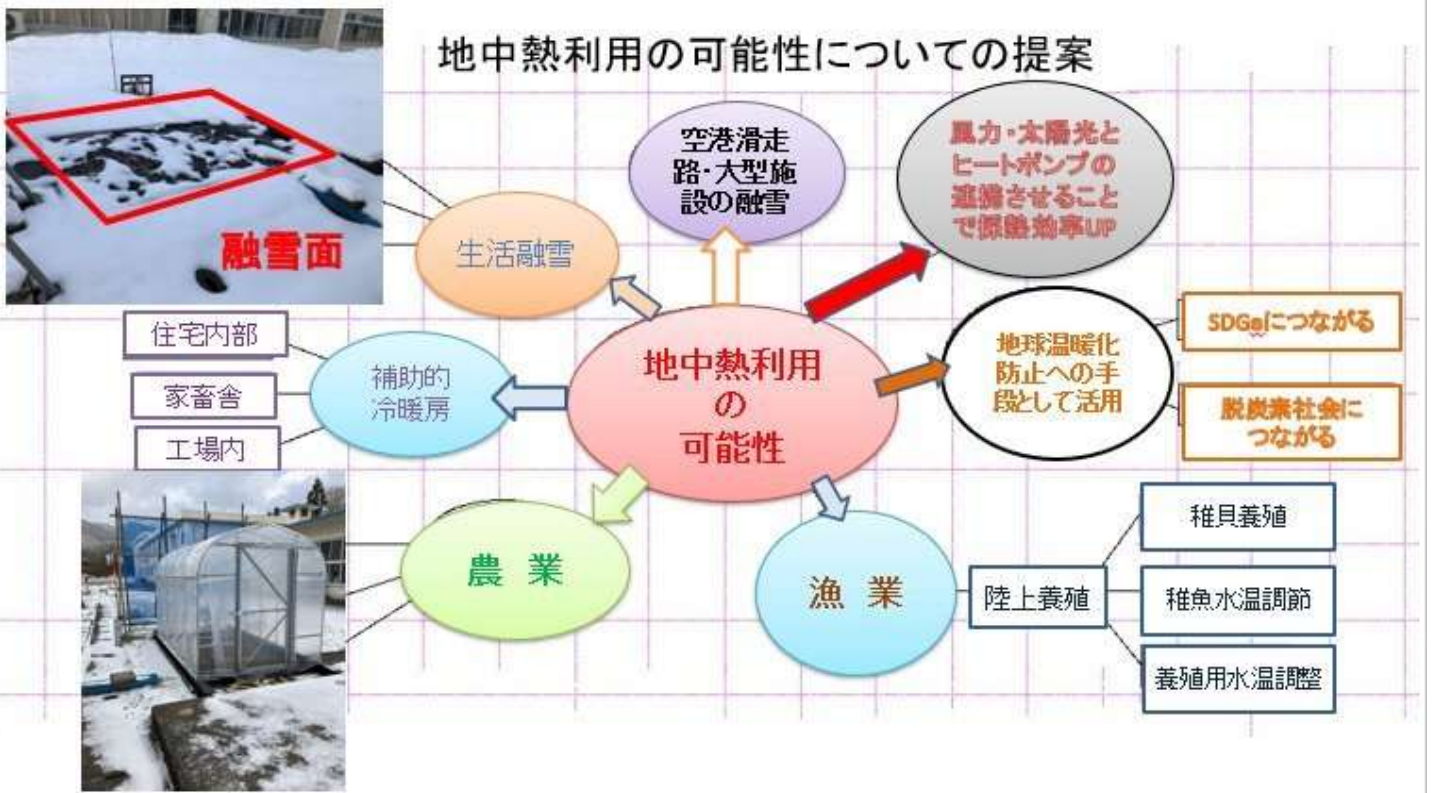 地中熱利用の可能性についての提案
融雪面
生活融雪
空港滑走
路・大型施
設の融雪
風力・太陽光と
ヒートポンプの
連携させること
で採熱効率UP
住宅内部
家畜舎
工場内
補助的
冷暖房
地中熱利用
の
可能性
地球温暖化
防止への手
段として活用
SDGsにつながる
脱炭素社会に
つながる
農 業
漁 業
陸上養殖
稚貝養殖
稚魚水温調節
養殖用水温調整